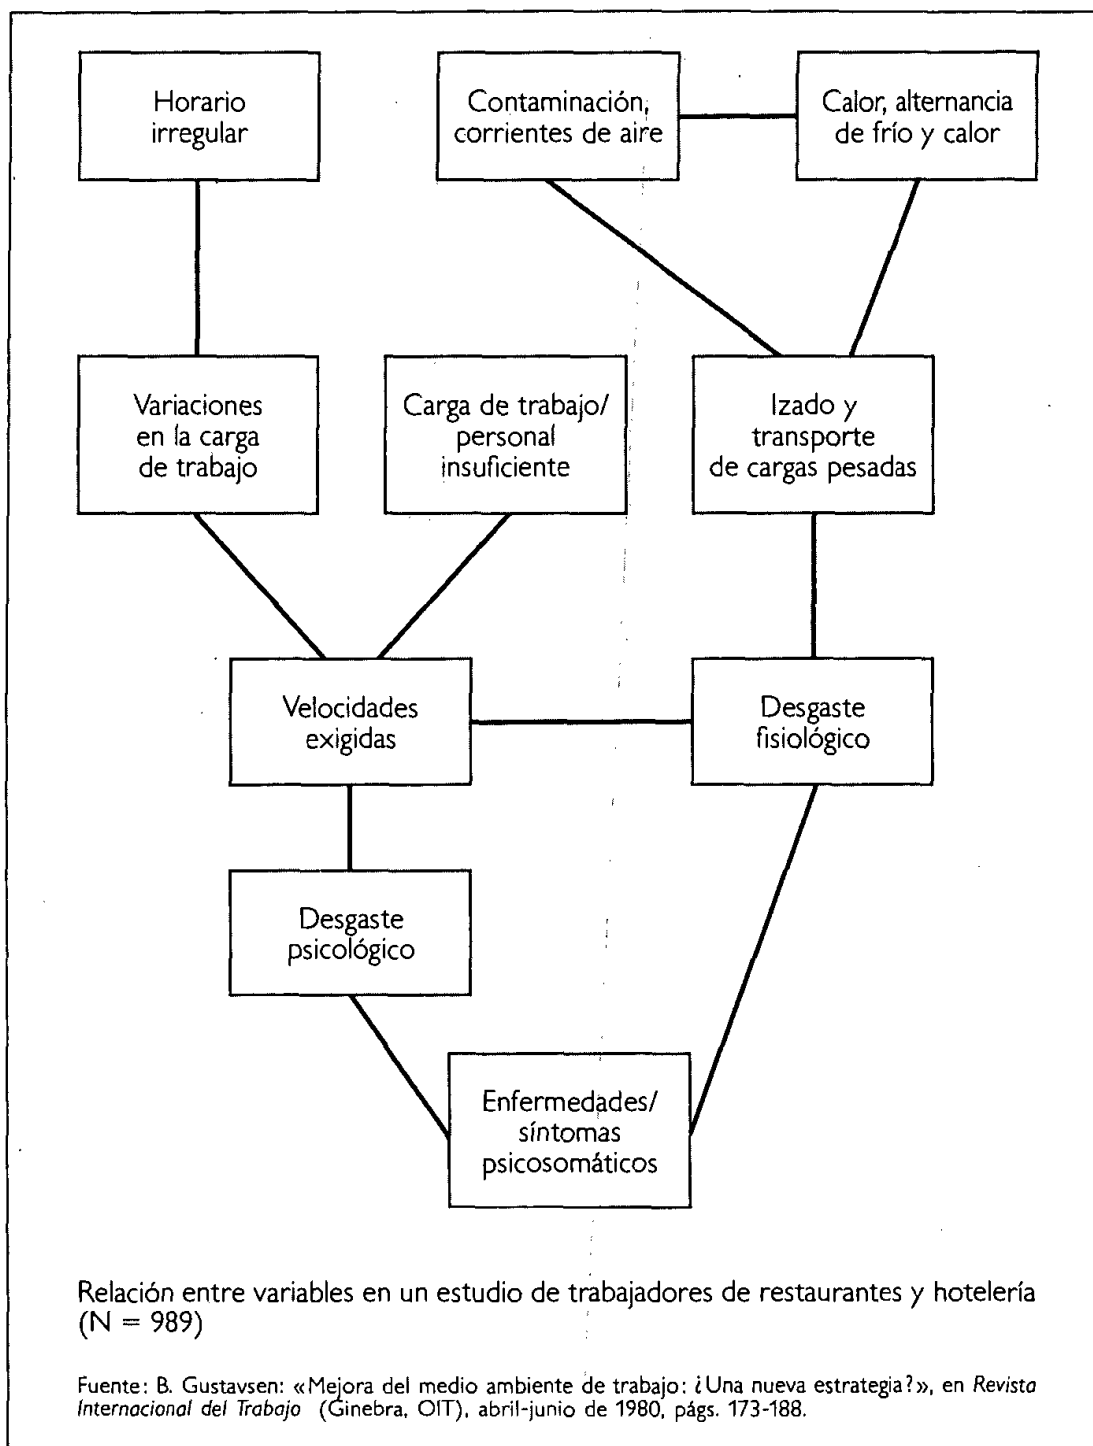 Horario
irregular
Contaminación,
corrientes de aire
Calor, alternancia
de frío y calor
Variaciones
en la carga
de trabajo
Carga de trabajo/
personal
insuficiente
Izado y
transporte
de cargas pesadas
Velocidades
exigidas
Desgaste
fisiológico
Desgaste
psicológico
Enfermedades/
síntomas
psicosomáticos
Relación entre variables en un estudio de trabajadores de restaurantes y hotelería
(N = 989)
Fuente: B. Gustavsen: «Mejora del medio ambiente de trabajo: ¿Una nueva estrategia?», en Revista
Internacional del Trabajo (Ginebra, OIT), abril-junio de 1980, págs. 173-188.